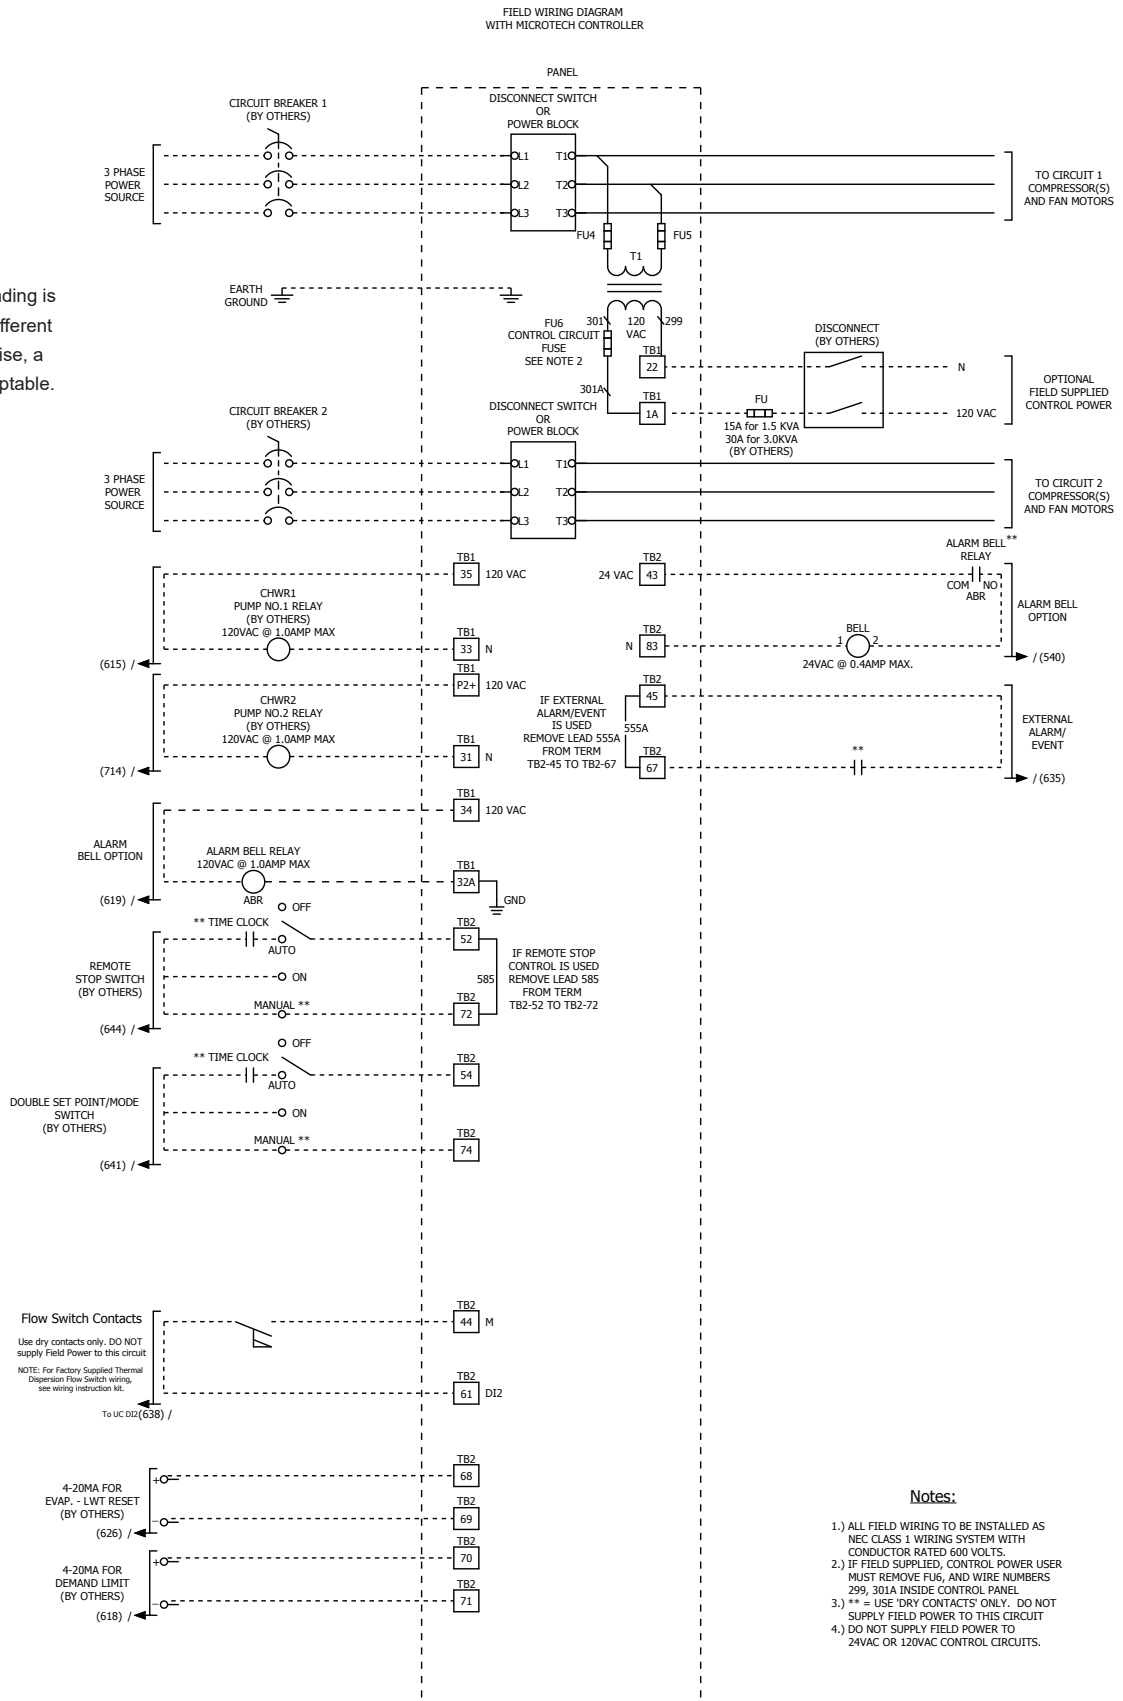 FIELD WIRING DIAGRAM
WITH MICROTECH CONTROLLER
PANEL
CIRCUIT BREAKER 1
(BY OTHERS)
DISCONNECT SWITCH
OR
POWER BLOCK
3 PHASE
POWER
SOURCE
L1 T1
L2 T2
L3 T3
TO CIRCUIT 1
COMPRESSOR(S)
AND FAN MOTORS
FU4 FU5
T1
nding is
fferent
ise, a
ptable.
EARTH
GROUND
FU6
CONTROL CIRCUIT
FUSE
SEE NOTE 2
301 120 299
VAC
TB1
22
301A
TB1
1A
DISCONNECT
(BY OTHERS)
N
FU
15A for 1.5 KVA
30A for 3.0KVA
(BY OTHERS)
120 VAC
OPTIONAL
FIELD SUPPLIED
CONTROL POWER
CIRCUIT BREAKER 2
(BY OTHERS)
DISCONNECT SWITCH
OR
POWER BLOCK
3 PHASE
POWER
SOURCE
L1 T1
L2 T2
L3 T3
TO CIRCUIT 2
COMPRESSOR(S)
AND FAN MOTORS
TB1
35 120 VAC
CHWR1
PUMP NO.1 RELAY
(BY OTHERS)
120VAC @ 1.0AMP MAX
TB1
33 N
(615) /
TB1
P2+ 120 VAC
CHWR2
PUMP NO.2 RELAY
(BY OTHERS)
120VAC @ 1.0AMP MAX
TB1
31 N
(714) /
TB2
24 VAC 43
ALARM BELL **
RELAY
COM NO
ABR
ALARM BELL
OPTION
TB2
N 83
BELL
1 2
24VAC @ 0.4AMP MAX.
/ (540)
TB2
45
IF EXTERNAL
ALARM/EVENT
IS USED
REMOVE LEAD 555A
FROM TERM
TB2-45 TO TB2-67
555A
TB2
67
**
EXTERNAL
ALARM/
EVENT
/ (635)
TB1
34 120 VAC
ALARM
BELL OPTION
ALARM BELL RELAY
120VAC @ 1.0AMP MAX
ABR
TB1
32A
GND
(619) /
OFF
** TIME CLOCK
AUTO
ON
MANUAL **
REMOTE
STOP SWITCH
(BY OTHERS)
(644) /
TB2
52
585
TB2
72
IF REMOTE STOP
CONTROL IS USED
REMOVE LEAD 585
FROM TERM
TB2-52 TO TB2-72
OFF
** TIME CLOCK
AUTO
ON
MANUAL **
DOUBLE SET POINT/MODE
SWITCH
(BY OTHERS)
(641) /
TB2
54
TB2
74
Flow Switch Contacts
Use dry contacts only. DO NOT
supply Field Power to this circuit
NOTE: For Factory Supplied Thermal
Dispersion Flow Switch wiring,
see wiring instruction kit.
To UC DI2(638) /
TB2
44 M
TB2
61 DI2
4-20MA FOR
EVAP. - LWT RESET
(BY OTHERS)
(626) /
+
−
TB2
68
TB2
69
4-20MA FOR
DEMAND LIMIT
(BY OTHERS)
(618) /
+
−
TB2
70
TB2
71
Notes:
1.) ALL FIELD WIRING TO BE INSTALLED AS
NEC CLASS 1 WIRING SYSTEM WITH
CONDUCTOR RATED 600 VOLTS.
2.) IF FIELD SUPPLIED, CONTROL POWER USER
MUST REMOVE FU6, AND WIRE NUMBERS
299, 301A INSIDE CONTROL PANEL
3.) ** = USE 'DRY CONTACTS' ONLY. DO NOT
SUPPLY FIELD POWER TO THIS CIRCUIT
4.) DO NOT SUPPLY FIELD POWER TO
24VAC OR 120VAC CONTROL CIRCUITS.